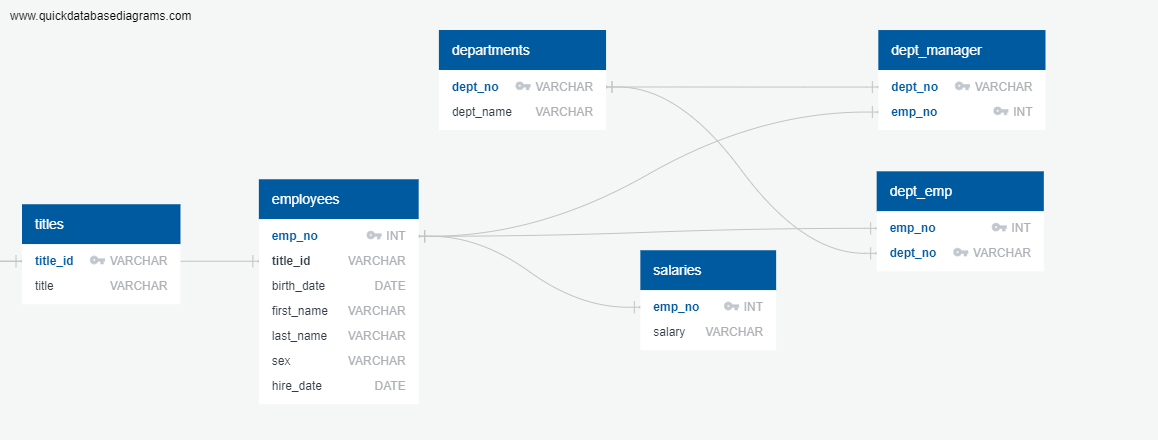 www.quickdatabasediagrams.com
departments
dept_no VARCHAR
dept_name VARCHAR
dept_manager
dept_no VARCHAR
emp_no INT
titles
title_id VARCHAR
title VARCHAR
employees
emp_no INT
title_id VARCHAR
birth_date DATE
first_name VARCHAR
last_name VARCHAR
sex VARCHAR
hire_date DATE
salaries
emp_no INT
salary VARCHAR
dept_emp
emp_no INT
dept_no VARCHAR